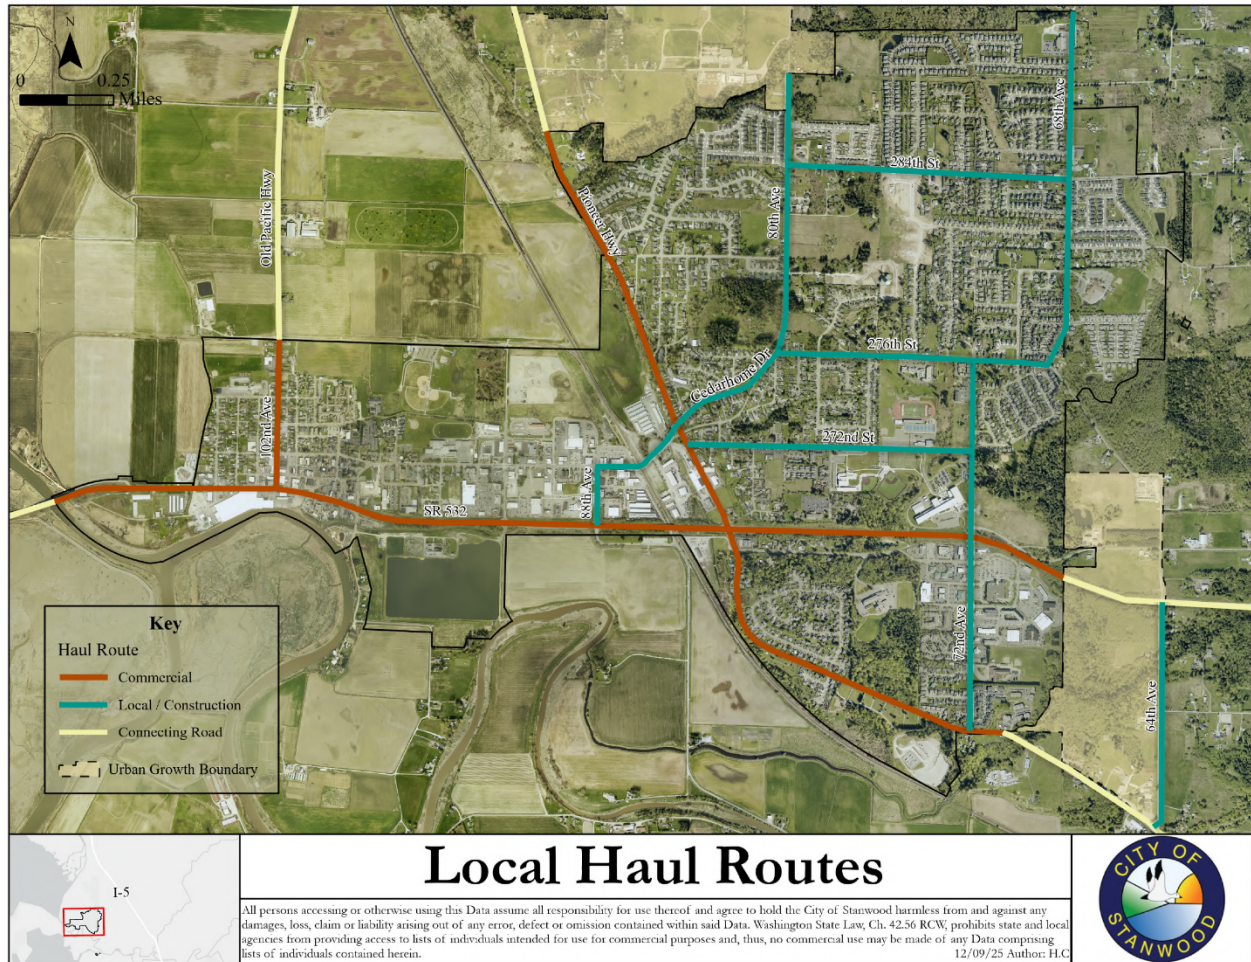 N
0 0.25
Miles
Old Pacific Hwy
Pioneer Hwy
80th Ave
284th St
68th Ave
276th St
Cedarhome Dr
102nd Ave
272nd St
88th Ave
SR 532
72nd Ave
64th Ave
Key
Haul Route
Commercial
Local / Construction
Connecting Road
Urban Growth Boundary
I-5
Local Haul Routes
All persons accessing or otherwise using this Data assume all responsibility for use thereof and agree to hold the City of Stanwood harmless from and against any
damages, loss, claim or liability arising out of any error, defect or omission contained within said Data. Washington State Law, Ch. 42.56 RCW, prohibits state and local
agencies from providing access to lists of individuals intended for use for commercial purposes and, thus, no commercial use may be made of any Data comprising
lists of individuals contained herein.
12/09/25 Author: H.C
CITY OF
STANWOOD